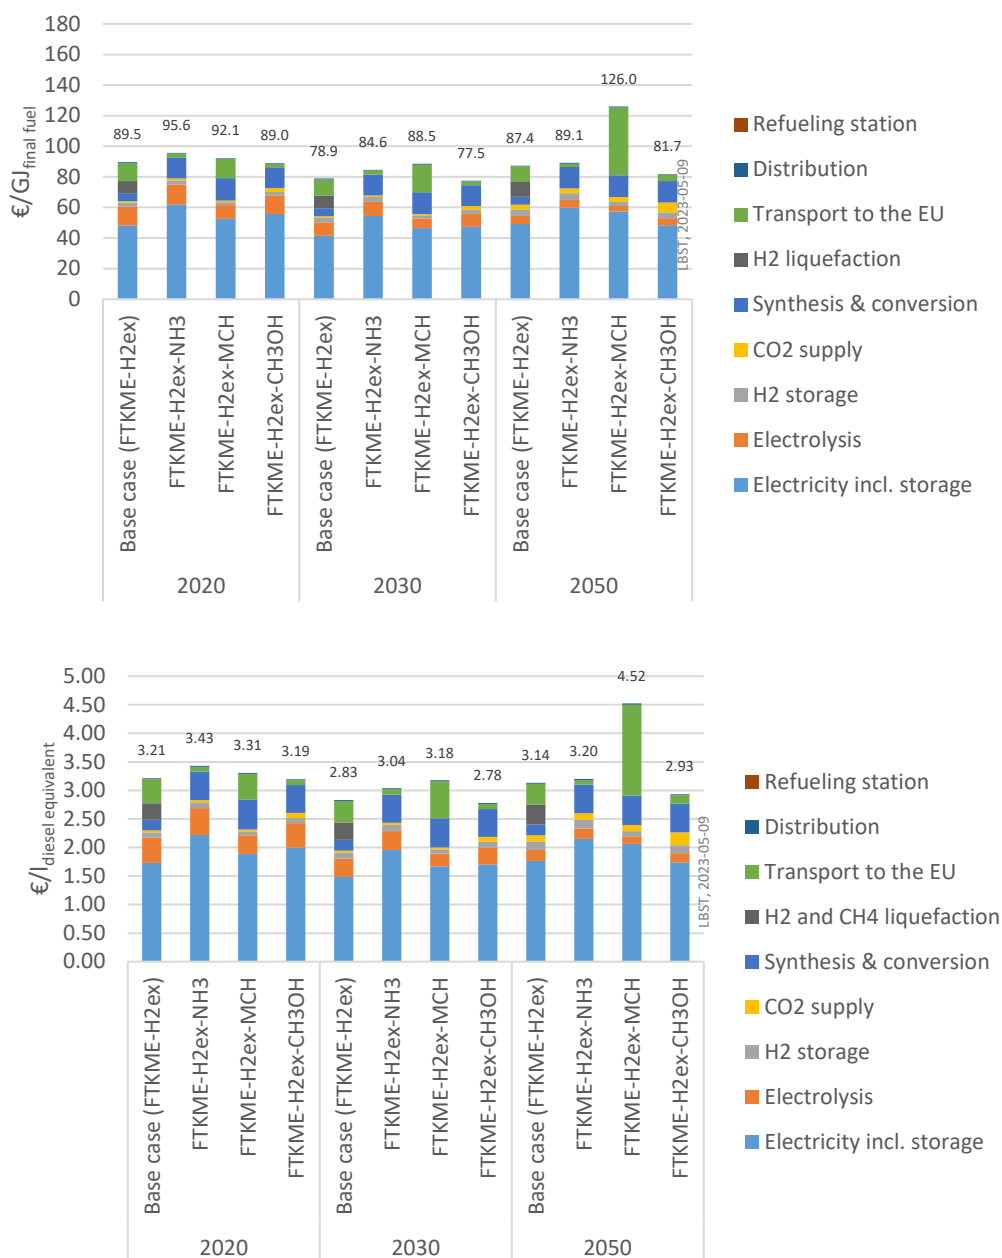 180
160
140
120
100
80
60
40
20
0
€/GJfinal fuel
89.5
95.6
92.1
89.0
78.9
84.6
88.5
77.5
87.4
89.1
126.0
81.7
LBST, 2023-05-09
Base case (FTKME-H2ex)
FTKME-H2ex-NH3
FTKME-H2ex-MCH
FTKME-H2ex-CH3OH
Base case (FTKME-H2ex)
FTKME-H2ex-NH3
FTKME-H2ex-MCH
FTKME-H2ex-CH3OH
Base case (FTKME-H2ex)
FTKME-H2ex-NH3
FTKME-H2ex-MCH
FTKME-H2ex-CH3OH
2020
2030
2050
Refueling station
Distribution
Transport to the EU
H2 liquefaction
Synthesis & conversion
CO2 supply
H2 storage
Electrolysis
Electricity incl. storage
5.00
4.50
4.00
3.50
3.00
2.50
2.00
1.50
1.00
0.50
0.00
€/ldiesel equivalent
3.21
3.43
3.31
3.19
2.83
3.04
3.18
2.78
3.14
3.20
4.52
2.93
LBST, 2023-05-09
Base case (FTKME-H2ex)
FTKME-H2ex-NH3
FTKME-H2ex-MCH
FTKME-H2ex-CH3OH
Base case (FTKME-H2ex)
FTKME-H2ex-NH3
FTKME-H2ex-MCH
FTKME-H2ex-CH3OH
Base case (FTKME-H2ex)
FTKME-H2ex-NH3
FTKME-H2ex-MCH
FTKME-H2ex-CH3OH
2020
2030
2050
Refueling station
Distribution
Transport to the EU
H2 and CH4 liquefaction
Synthesis & conversion
CO2 supply
H2 storage
Electrolysis
Electricity incl. storage